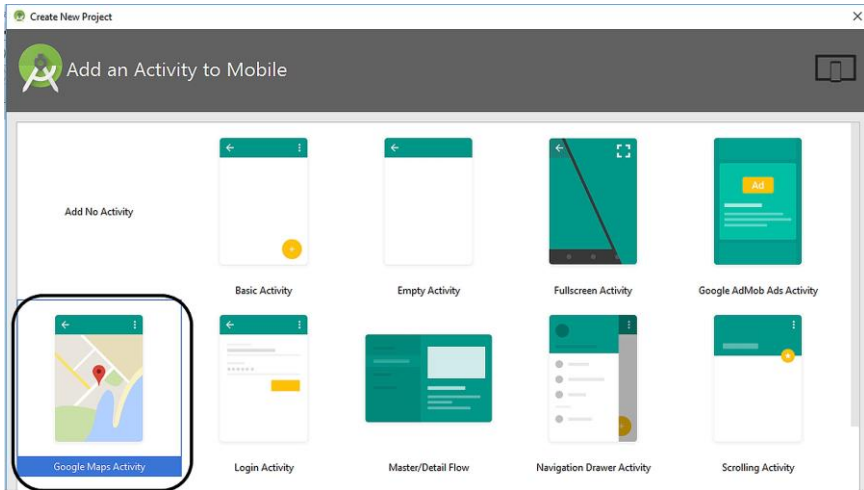 Create New Project
Add an Activity to Mobile
Add No Activity
Basic Activity
Empty Activity
Fullscreen Activity
Ad
Google AdMob Ads Activity
Google Maps Activity
Login Activity
Master/Detail Flow
Navigation Drawer Activity
Scrolling Activity